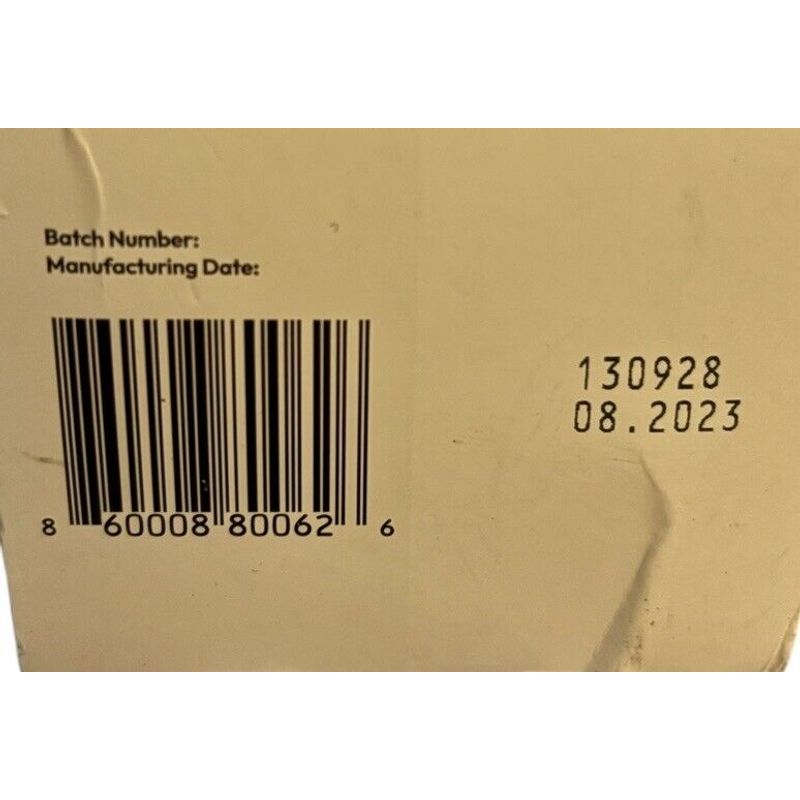 Batch Number:
Manufacturing Date:
130928
08.2023
8 60008 80062 6